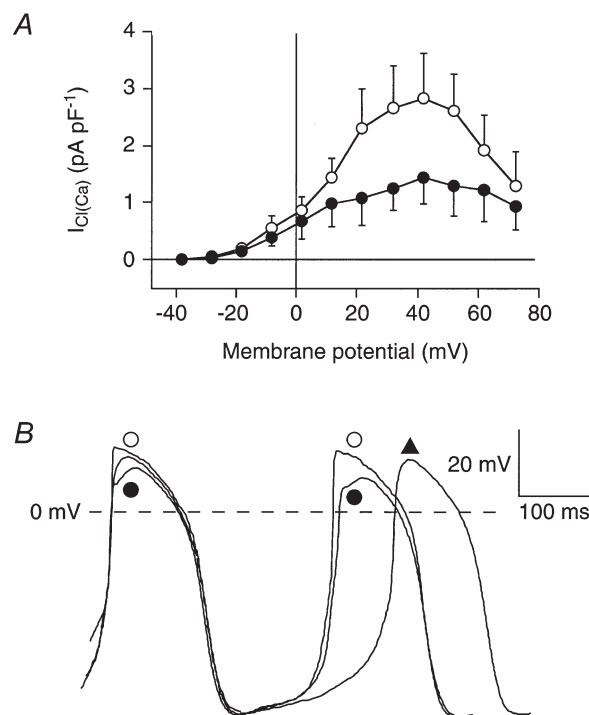 A
4
3
2
1
0
I_Cl(Ca) (pA pF⁻¹)
-40 -20 0 20 40 60 80
Membrane potential (mV)
B
20 mV
0 mV
100 ms